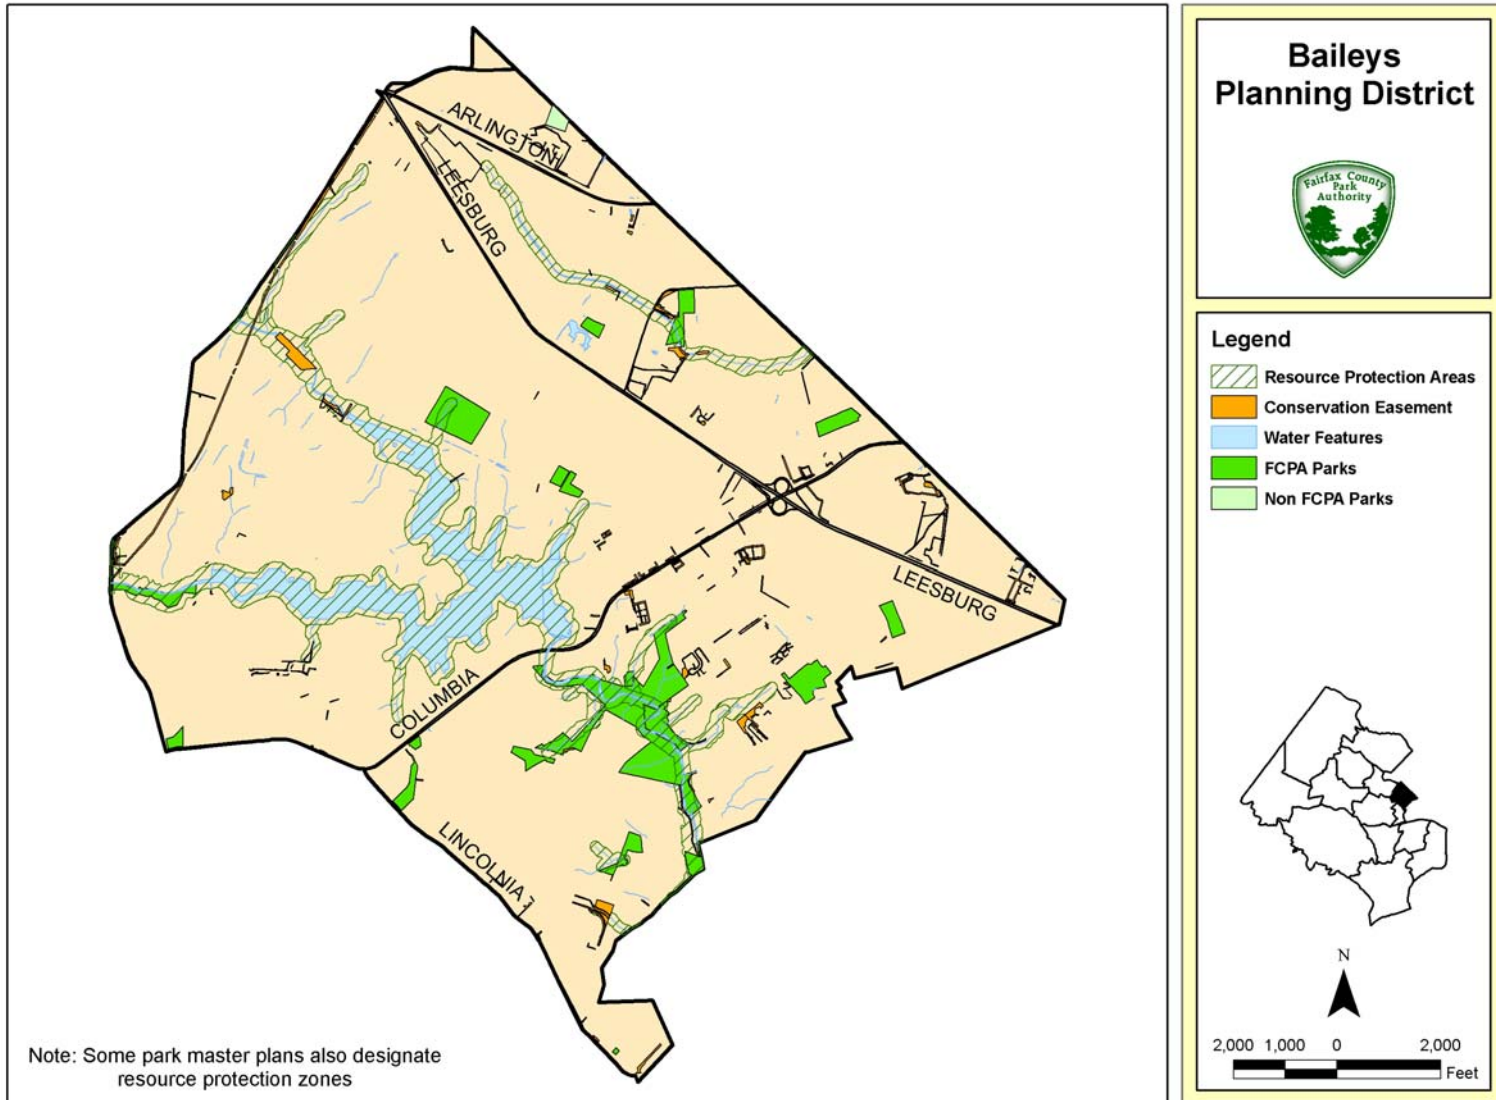 ARLINGTON
LEESBURG
LEESBURG
COLUMBIA
LINCOLNIA
Note: Some park master plans also designate
resource protection zones
Baileys
Planning District
Fairfax County
Park
Authority
Legend
Resource Protection Areas
Conservation Easement
Water Features
FCPA Parks
Non FCPA Parks
N
2,000 1,000 0 2,000
Feet